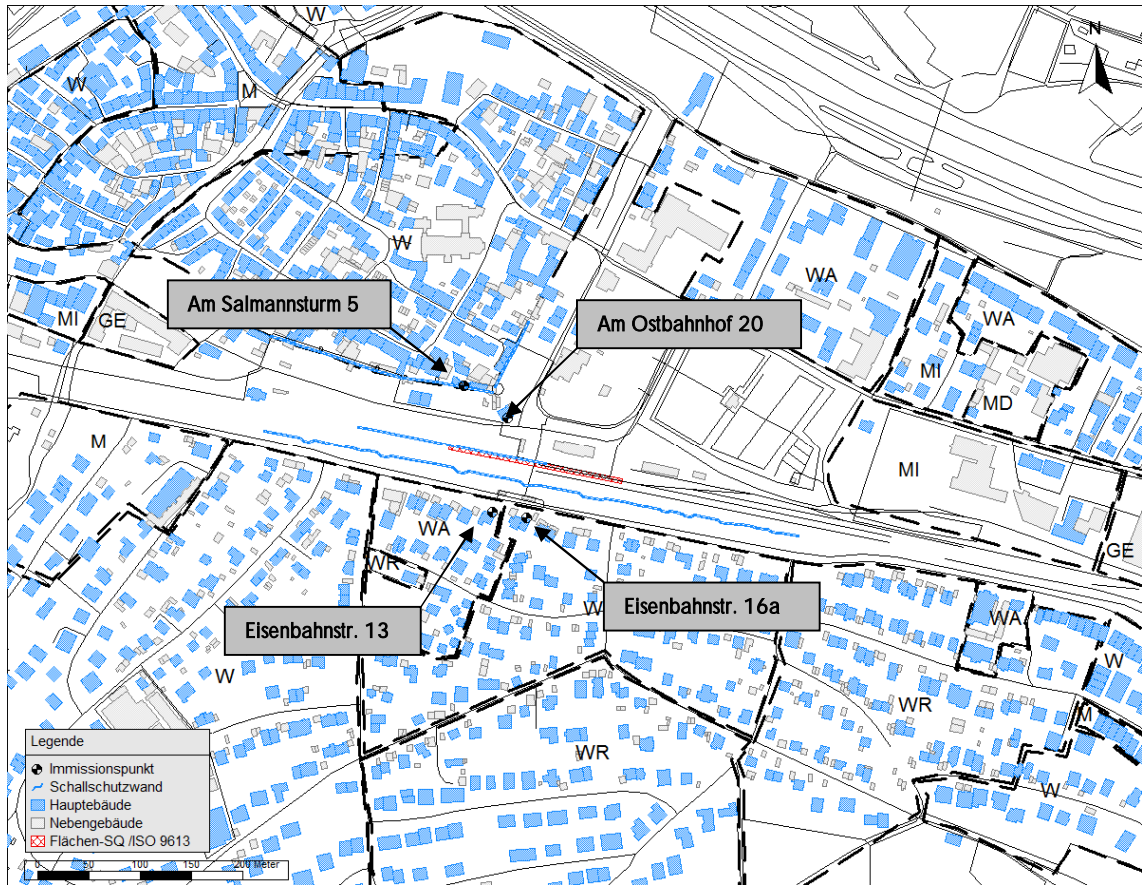 W
N
W
M
W
WA
WA
Am Salmannsturm 5
Am Ostbahnhof 20
MI
GE
MI
MD
M
MI
WA
GE
WR
W
Eisenbahnstr. 13
Eisenbahnstr. 16a
WA
W
W
WR
M
WR
W
Legende
Immissionspunkt
Schallschutzwand
Hauptebäude
Nebengebäude
Flächen-SQ /ISO 9613
0 50 100 150 200 Meter